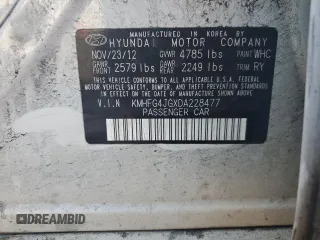 MANUFACTURED IN KOREA BY
HYUNDAI MOTOR COMPANY
NOV/23/12 GVWR 4785 lbs PAINT WHC
GAWR FRONT 2579 lbs GAWR REAR 2249 lbs TRIM RY
THIS VEHICLE CONFORMS TO ALL APPLICABLE U.S. FEDERAL MOTOR
VEHICLE SAFETY, BUMPER, AND THEFT PREVENTION STANDARDS
IN EFFECT ON THE DATE OF MANUFACTURE SHOWN ABOVE.
V.I.N KMHFG4JGXDA228477
PASSENGER CAR
DREAMBID